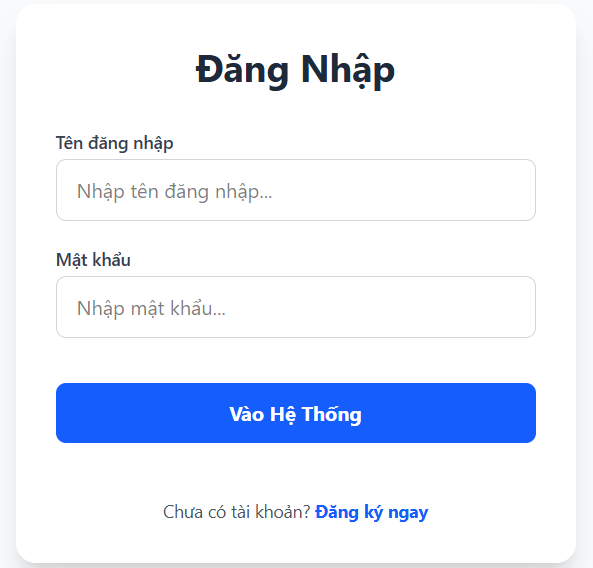 Đăng Nhập
Tên đăng nhập
Nhập tên đăng nhập...
Mật khẩu
Nhập mật khẩu...
Vào Hệ Thống
Chưa có tài khoản? Đăng ký ngay